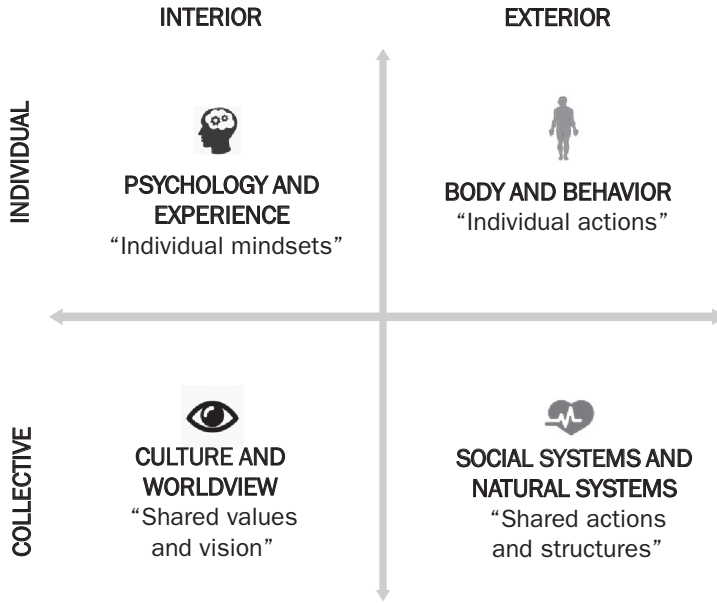 INTERIOR
EXTERIOR
INDIVIDUAL
PSYCHOLOGY AND
EXPERIENCE
“Individual mindsets”
BODY AND BEHAVIOR
“Individual actions”
COLLECTIVE
CULTURE AND
WORLDVIEW
“Shared values
and vision”
SOCIAL SYSTEMS AND
NATURAL SYSTEMS
“Shared actions
and structures”